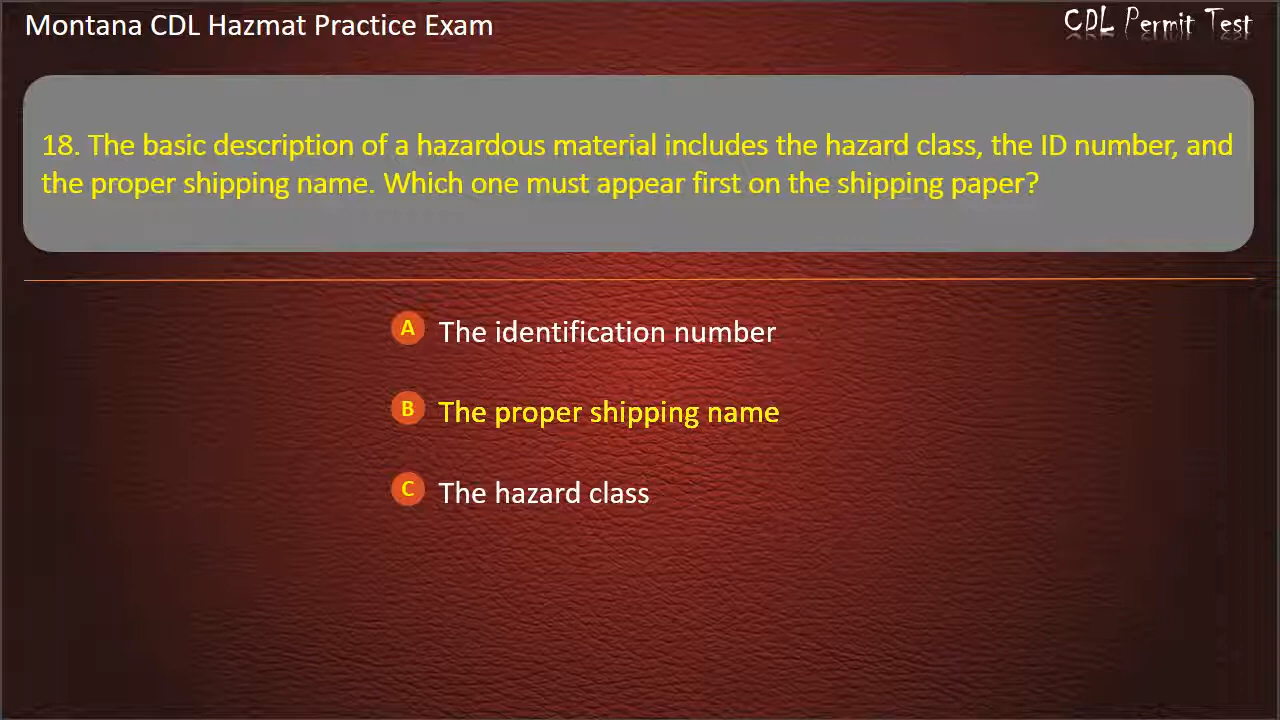 Montana CDL Hazmat Practice Exam
CDL Permit Test
18. The basic description of a hazardous material includes the hazard class, the ID number, and
the proper shipping name. Which one must appear first on the shipping paper?
A The identification number
B The proper shipping name
C The hazard class